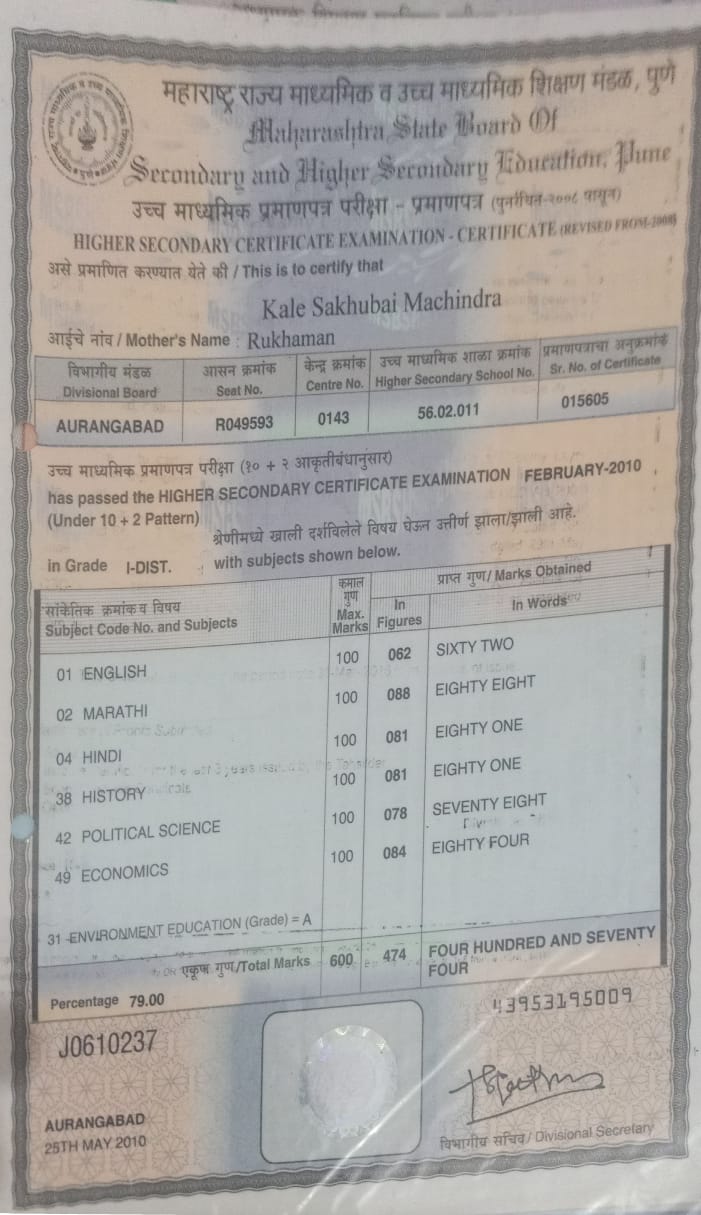 महाराष्ट्र राज्य माध्यमिक व उच्च माध्यमिक शिक्षण मंडळ, पुणे
Maharashtra State Board Of
Secondary and Higher Secondary Education, Pune
उच्च माध्यमिक प्रमाणपत्र परीक्षा - प्रमाणपत्र (पुनर्रचित-२००८ पासून)
HIGHER SECONDARY CERTIFICATE EXAMINATION - CERTIFICATE (REVISED FROM-2008)
असे प्रमाणित करण्यात येते की / This is to certify that
Kale Sakhubai Machindra
आईचे नांव / Mother's Name : Rukhaman
विभागीय मंडळ आसन क्रमांक केन्द्र क्रमांक उच्च माध्यमिक शाळा क्रमांक प्रमाणपत्राचा अनुक्रमांक
Divisional Board Seat No. Centre No. Higher Secondary School No. Sr. No. of Certificate
AURANGABAD R049593 0143 56.02.011 015605
उच्च माध्यमिक प्रमाणपत्र परीक्षा (१० + २ आकृतीबंधानुंसार)
has passed the HIGHER SECONDARY CERTIFICATE EXAMINATION FEBRUARY-2010
(Under 10 + 2 Pattern)
श्रेणीमध्ये खाली दर्शविलेले विषय घेऊन उत्तीर्ण झाला/झाली आहे.
in Grade I-DIST. with subjects shown below.
सांकेतिक क्रमांक व विषय कमाल गुण प्राप्त गुण/ Marks Obtained
Subject Code No. and Subjects Max. Marks In Figures In Words
01 ENGLISH 100 062 SIXTY TWO
02 MARATHI 100 088 EIGHTY EIGHT
04 HINDI 100 081 EIGHTY ONE
38 HISTORY 100 081 EIGHTY ONE
42 POLITICAL SCIENCE 100 078 SEVENTY EIGHT
49 ECONOMICS 100 084 EIGHTY FOUR
31 ENVIRONMENT EDUCATION (Grade) = A
एकूण गुण/Total Marks 600 474 FOUR HUNDRED AND SEVENTY
FOUR
Percentage 79.00
43953195009
J0610237
AURANGABAD
25TH MAY 2010
विभागीय सचिव / Divisional Secretary